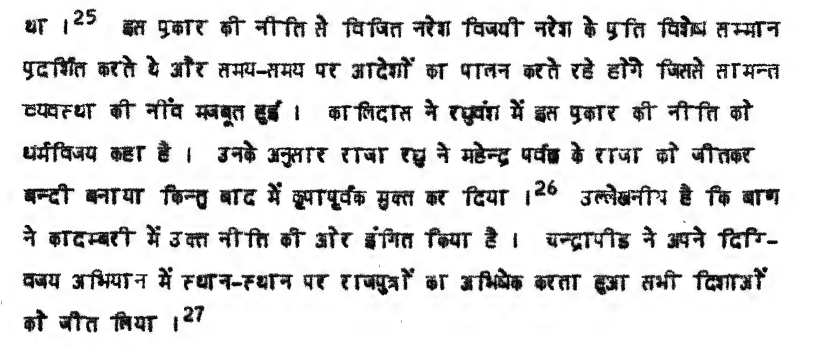 था ।25 इस प्रकार की नीति से विजित नरेश विजयी नरेश के प्रति विशेष सम्मान
प्रदर्शित करते थे और समय-समय पर आदेशों का पालन करते रहे होंगे जिससे सामन्त
व्यवस्था की नींव मजबूत हुई । कालिदास ने रघुवंश में इस प्रकार की नीति को
धर्मविजय कहा है । उनके अनुसार राजा रघु ने महेन्द्र पर्वत के राजा को जीतकर
बन्दी बनाया किन्तु बाद में कृपापूर्वक मुक्त कर दिया ।26 उल्लेखनीय है कि बाण
ने कादम्बरी में उक्त नीति की ओर इंगित किया है । चन्द्रापीड ने अपने दिग्वि-
वजय अभियान में स्थान-स्थान पर राजपुत्रों का अभिषेक करता हुआ सभी दिशाओं
को जीत लिया ।27